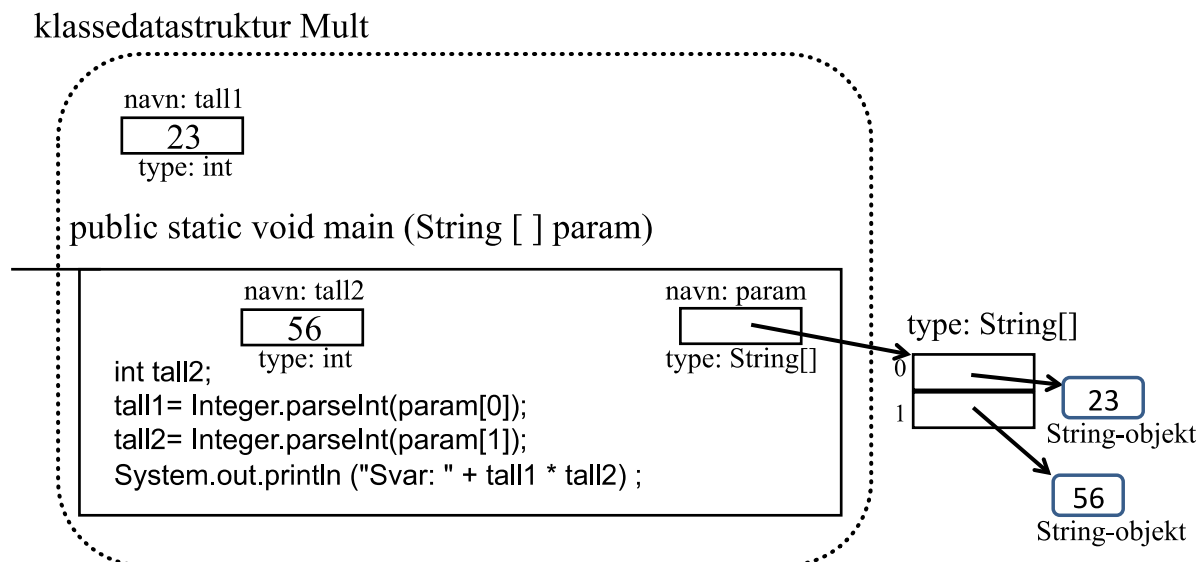 klassedatastruktur Mult
navn: tall1
23
type: int
public static void main (String [ ] param)
navn: tall2
56
type: int
navn: param
type: String[]
int tall2;
tall1= Integer.parseInt(param[0]);
tall2= Integer.parseInt(param[1]);
System.out.println ("Svar: " + tall1 * tall2) ;
type: String[]
0
1
23
String-objekt
56
String-objekt